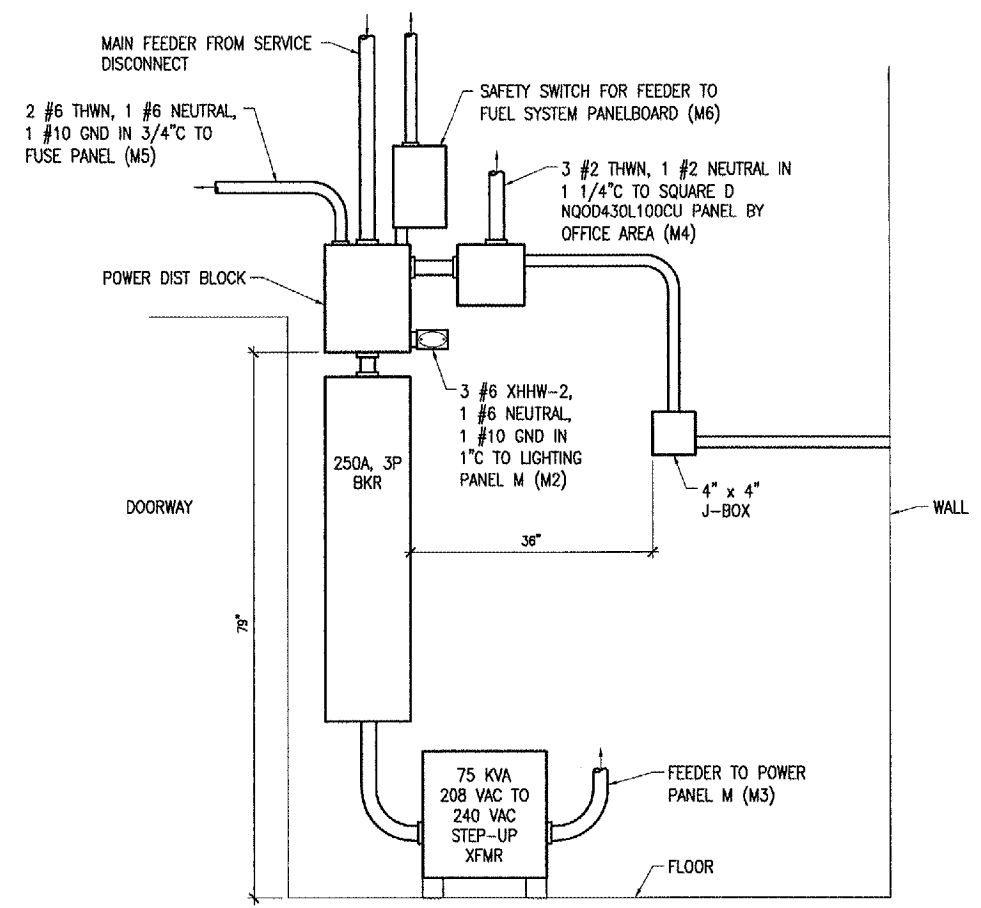 MAIN FEEDER FROM SERVICE
DISCONNECT
2 #6 THWN, 1 #6 NEUTRAL,
1 #10 GND IN 3/4"C TO
FUSE PANEL (M5)
SAFETY SWITCH FOR FEEDER TO
FUEL SYSTEM PANELBOARD (M6)
3 #2 THWN, 1 #2 NEUTRAL IN
1 1/4"C TO SQUARE D
NQOD430L100CU PANEL BY
OFFICE AREA (M4)
POWER DIST BLOCK
3 #6 XHHW-2,
1 #6 NEUTRAL,
1 #10 GND IN
1"C TO LIGHTING
PANEL M (M2)
250A, 3P
BKR
4" x 4"
J-BOX
DOORWAY
WALL
36"
79"
75 KVA
208 VAC TO
240 VAC
STEP-UP
XFMR
FEEDER TO POWER
PANEL M (M3)
FLOOR